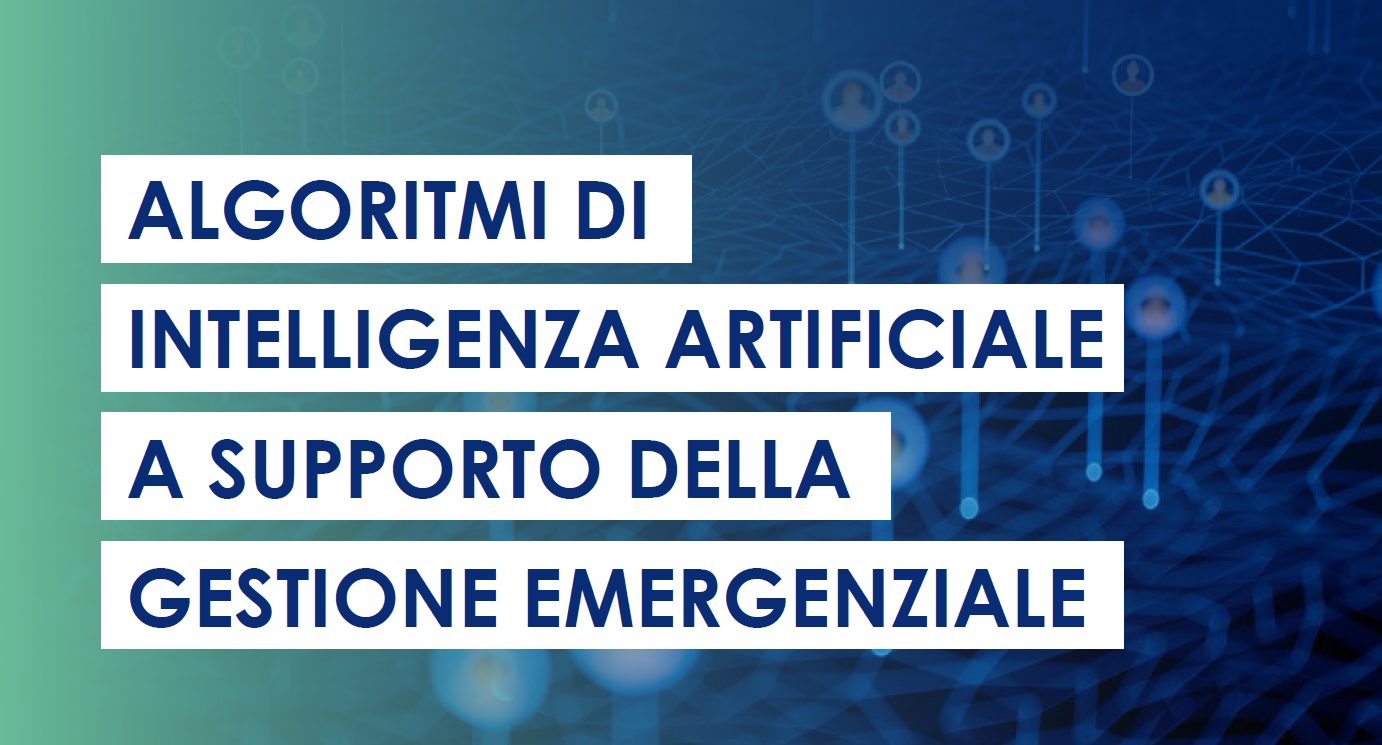 ALGORITMI DI
INTELLIGENZA ARTIFICIALE
A SUPPORTO DELLA
GESTIONE EMERGENZIALE